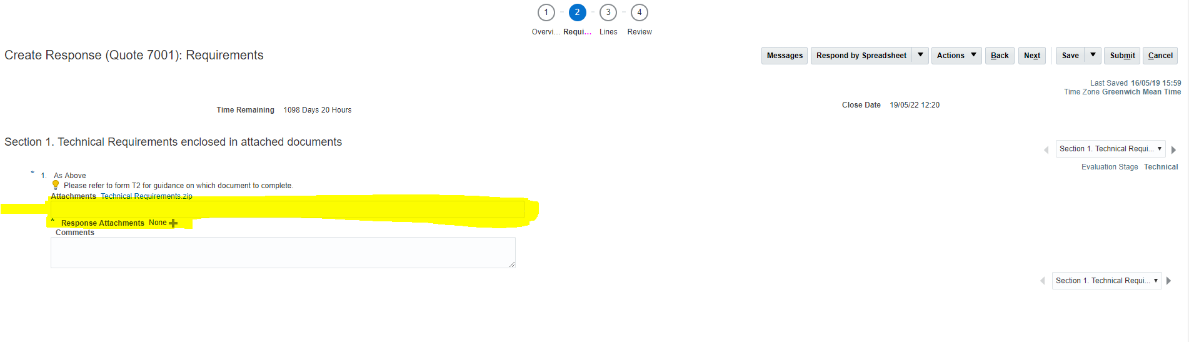 1 2 3 4
Overvi... Requi... Lines Review
Create Response (Quote 7001): Requirements
Messages Respond by Spreadsheet Actions Back Next Save Submit Cancel
Last Saved 16/05/19 15:59
Time Zone Greenwich Mean Time
Time Remaining 1098 Days 20 Hours
Close Date 19/05/22 12:20
Section 1. Technical Requirements enclosed in attached documents
Section 1. Technical Requi...
Evaluation Stage Technical
1. As Above
Please refer to form T2 for guidance on which document to complete
Attachments Technical Requirements.zip
Response Attachments None
Comments
Section 1. Technical Requi...